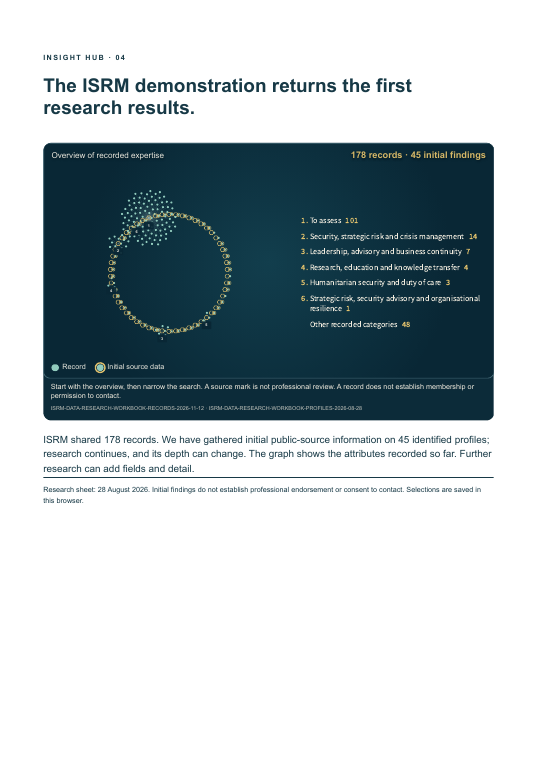 INSIGHT HUB · 04
The ISRM demonstration returns the first
research results.
Overview of recorded expertise
178 records · 45 initial findings
1. To assess 101
2. Security, strategic risk and crisis management 14
3. Leadership, advisory and business continuity 7
4. Research, education and knowledge transfer 4
5. Humanitarian security and duty of care 3
6. Strategic risk, security advisory and organisational
resilience 1
Other recorded categories 48
Record
Initial source data
Start with the overview, then narrow the search. A source mark is not professional review. A record does not establish membership or
permission to contact.
ISRM-DATA-RESEARCH-WORKBOOK-RECORDS-2026-11-12 · ISRM-DATA-RESEARCH-WORKBOOK-PROFILES-2026-08-28
ISRM shared 178 records. We have gathered initial public-source information on 45 identified profiles;
research continues, and its depth can change. The graph shows the attributes recorded so far. Further
research can add fields and detail.
Research sheet: 28 August 2026. Initial findings do not establish professional endorsement or consent to contact. Selections are saved in
this browser.